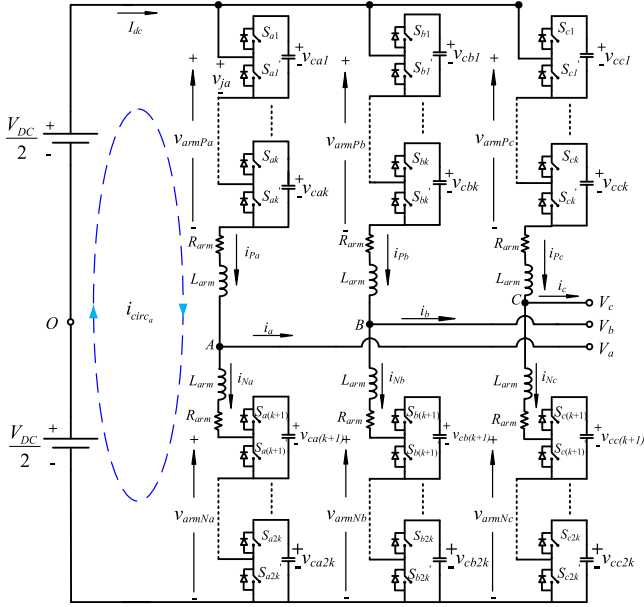 I_dc
S_a1
S_a1'
+ v_ca1 -
+ v_ja -
S_b1
S_b1'
+ v_cb1 -
S_c1
S_c1'
+ v_cc1 -
V_DC/2 + -
+ v_armPa -
+ v_armPb -
+ v_armPc -
S_ak
S_ak'
+ v_cak -
S_bk
S_bk'
+ v_cbk -
S_ck
S_ck'
+ v_cck -
R_arm
i_Pa
L_arm
R_arm
i_Pb
L_arm
R_arm
i_Pc
L_arm
i_circ_a
O
C
i_c
V_c
B
i_b
V_b
A
i_a
V_a
L_arm
i_Na
R_arm
L_arm
i_Nb
R_arm
L_arm
i_Nc
R_arm
V_DC/2 + -
S_a(k+1)
S_a(k+1)'
+ v_ca(k+1) -
S_b(k+1)
S_b(k+1)'
+ v_cb(k+1) -
S_c(k+1)
S_c(k+1)'
+ v_cc(k+1) -
+ v_armNa -
+ v_armNb -
+ v_armNc -
S_a2k
S_a2k'
+ v_ca2k -
S_b2k
S_b2k'
+ v_cb2k -
S_c2k
S_c2k'
+ v_cc2k -